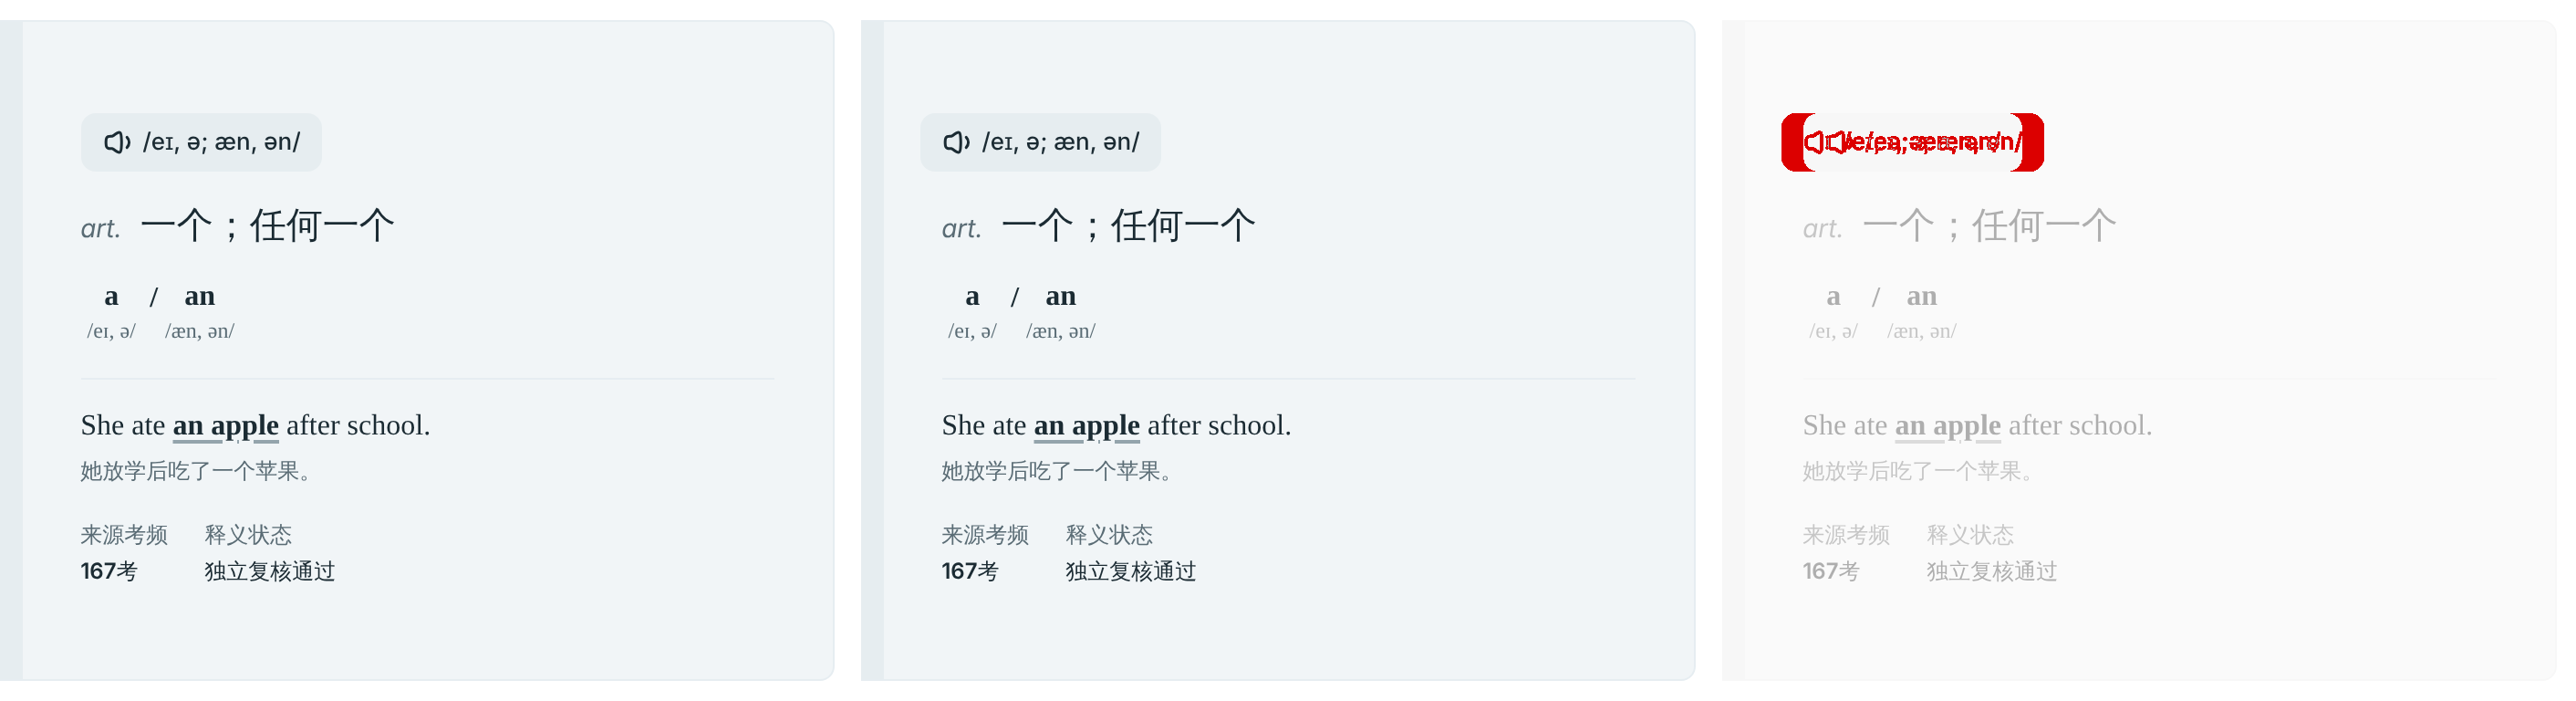 /eɪ, ə; æn, ən/
art. 一个；任何一个
a / an
/eɪ, ə/ /æn, ən/
She ate an apple after school.
她放学后吃了一个苹果。
来源考频 释义状态
167考 独立复核通过
/eɪ, ə; æn, ən/
art. 一个；任何一个
a / an
/eɪ, ə/ /æn, ən/
She ate an apple after school.
她放学后吃了一个苹果。
来源考频 释义状态
167考 独立复核通过
art. 一个；任何一个
a / an
/eɪ, ə/ /æn, ən/
She ate an apple after school.
她放学后吃了一个苹果。
来源考频 释义状态
167考 独立复核通过